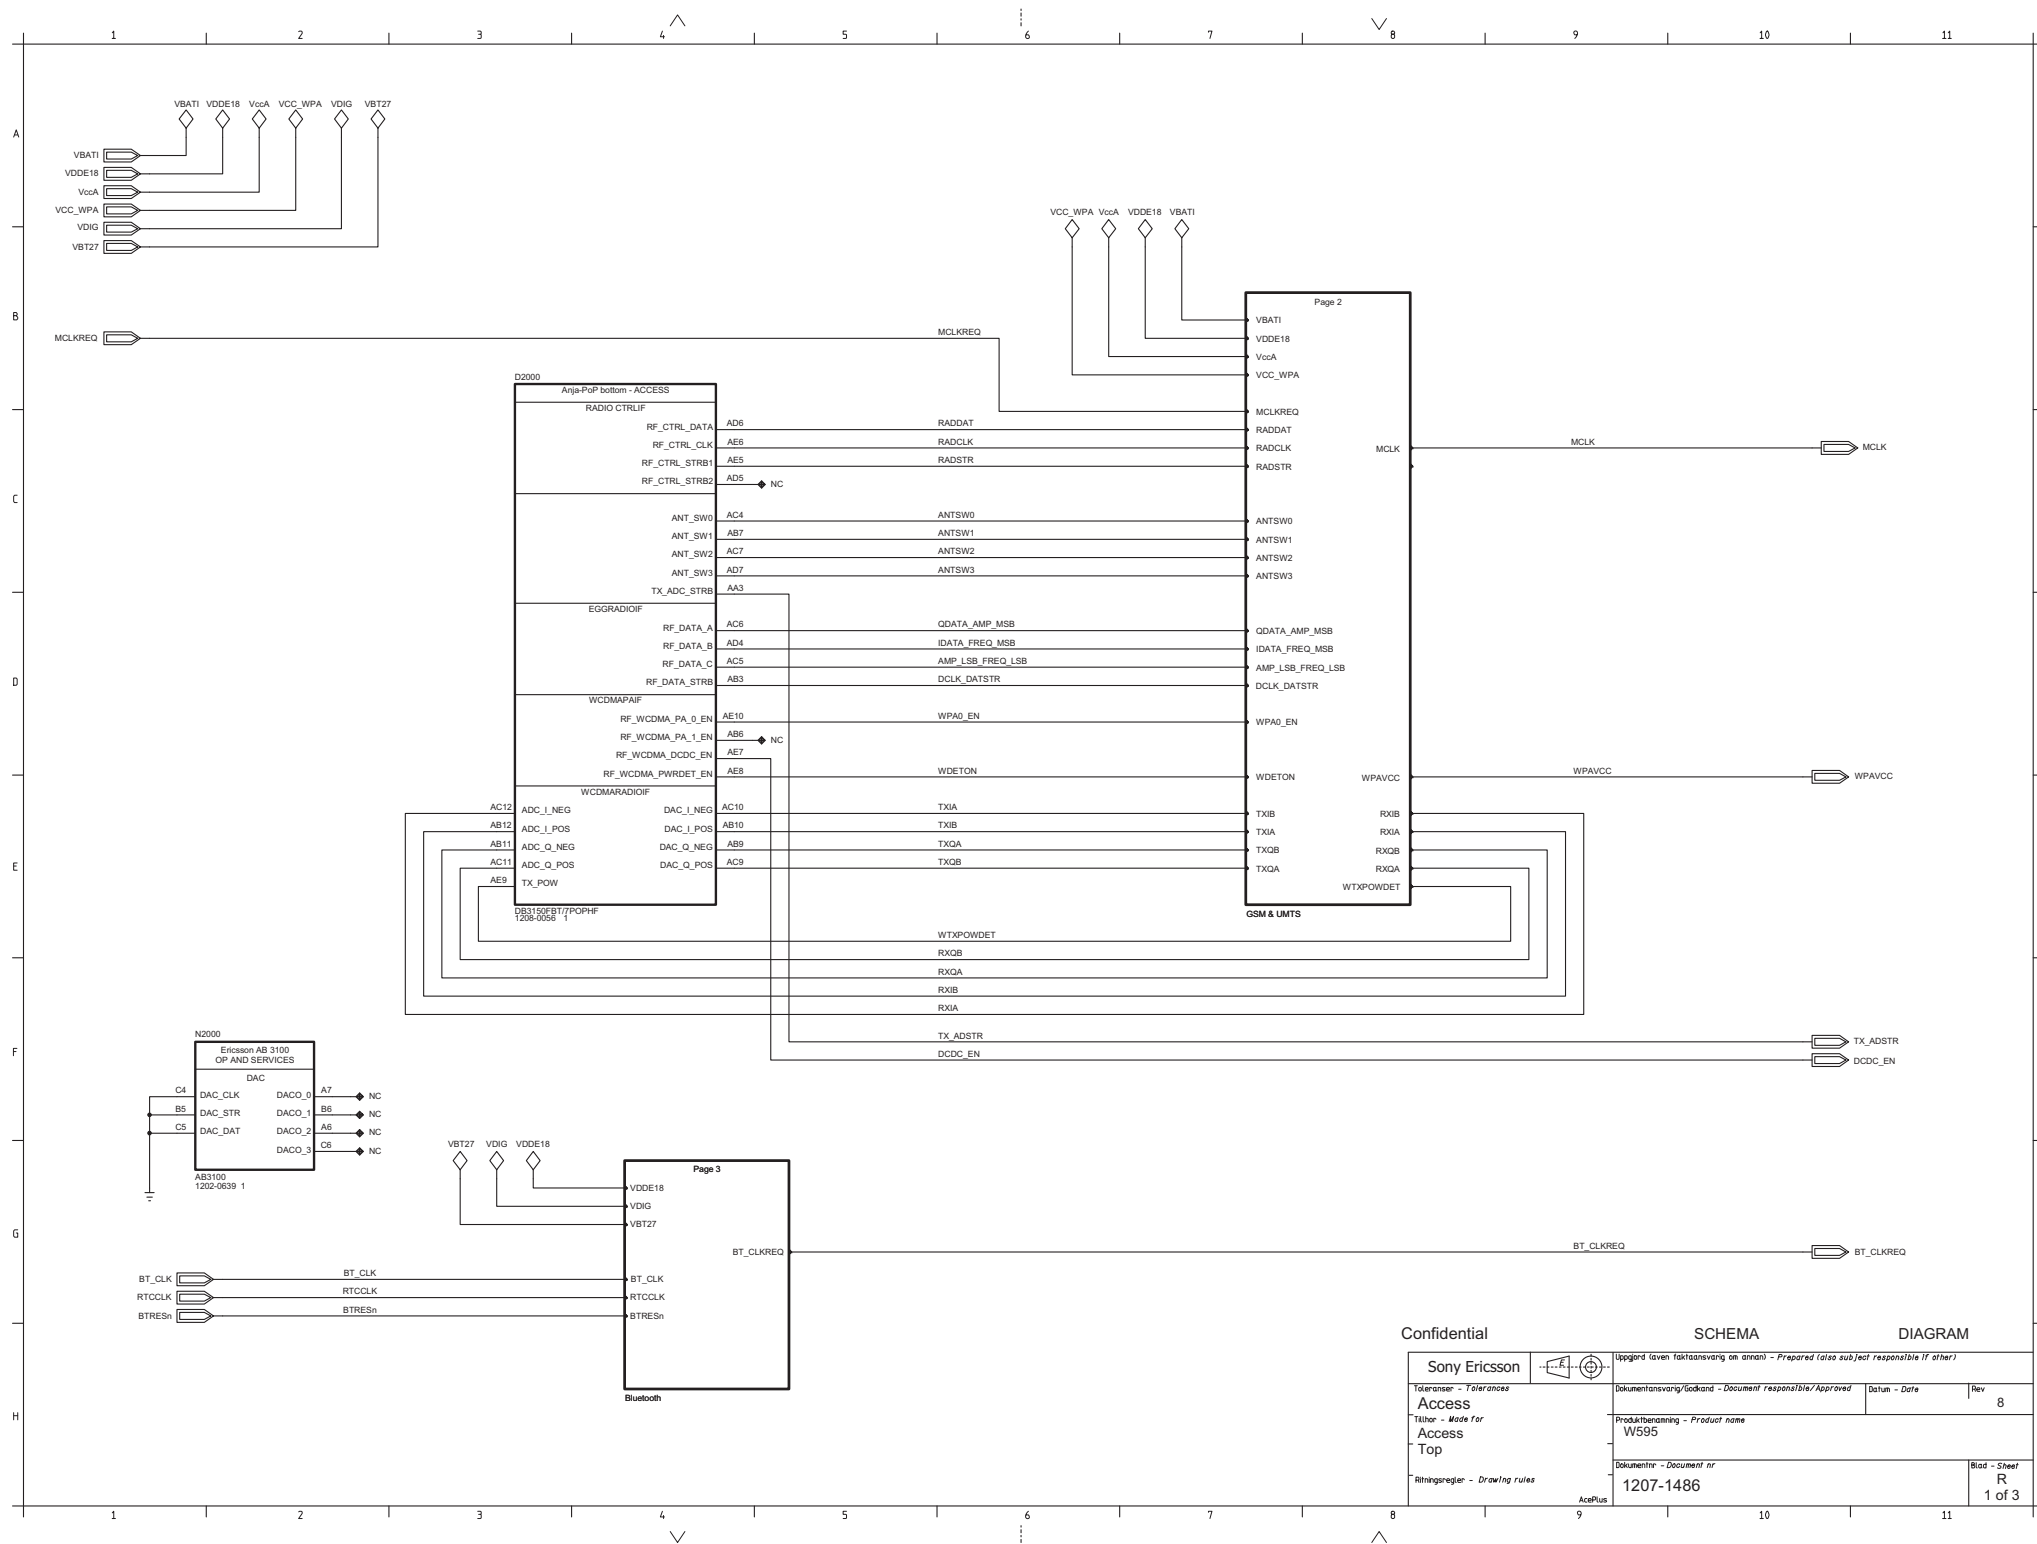 1 2 3 4 5 6 7 8 9 10 11
A
B
C
D
E
F
G
H
VBATI VDDE18 VccA VCC_WPA VDIG VBT27
VBATI
VDDE18
VccA
VCC_WPA
VDIG
VBT27
MCLKREQ
MCLKREQ
VCC_WPA VccA VDDE18 VBATI
Page 2
VBATI
VDDE18
VccA
VCC_WPA
MCLKREQ
RADDAT
RADCLK
RADSTR
ANTSW0
ANTSW1
ANTSW2
ANTSW3
QDATA_AMP_MSB
IDATA_FREQ_MSB
AMP_LSB_FREQ_LSB
DCLK_DATSTR
WPA0_EN
WDETON
TXIB
TXIA
TXQB
TXQA
MCLK
WPAVCC
RXIB
RXIA
RXQB
RXQA
WTXPOWDET
GSM & UMTS
MCLK MCLK
WPAVCC WPAVCC
D2000
Anja-PoP bottom - ACCESS
RADIO CTRLIF
RF_CTRL_DATA AD6 RADDAT
RF_CTRL_CLK AE6 RADCLK
RF_CTRL_STRB1 AE5 RADSTR
RF_CTRL_STRB2 AD5 NC
ANT_SW0 AC4 ANTSW0
ANT_SW1 AB7 ANTSW1
ANT_SW2 AC7 ANTSW2
ANT_SW3 AD7 ANTSW3
TX_ADC_STRB AA3
EGGRADIOIF
RF_DATA_A AC6 QDATA_AMP_MSB
RF_DATA_B AD4 IDATA_FREQ_MSB
RF_DATA_C AC5 AMP_LSB_FREQ_LSB
RF_DATA_STRB AB3 DCLK_DATSTR
WCDMAPAIF
RF_WCDMA_PA_0_EN AE10 WPA0_EN
RF_WCDMA_PA_1_EN AB6 NC
RF_WCDMA_DCDC_EN AE7
RF_WCDMA_PWRDET_EN AE8 WDETON
WCDMARADIOIF
AC12 ADC_I_NEG DAC_I_NEG AC10 TXIA
AB12 ADC_I_POS DAC_I_POS AB10 TXIB
AB11 ADC_Q_NEG DAC_Q_NEG AB9 TXQA
AC11 ADC_Q_POS DAC_Q_POS AC9 TXQB
AE9 TX_POW
DB3150FBT/7POPHF
1208-0056 1
WTXPOWDET
RXQB
RXQA
RXIB
RXIA
TX_ADSTR TX_ADSTR
DCDC_EN DCDC_EN
N2000
Ericsson AB 3100
OP AND SERVICES
DAC
C4 DAC_CLK DACO_0 A7 NC
B5 DAC_STR DACO_1 B6 NC
C5 DAC_DAT DACO_2 A6 NC
DACO_3 C6 NC
AB3100
1202-0639 1
VBT27 VDIG VDDE18
Page 3
VDDE18
VDIG
VBT27
BT_CLKREQ BT_CLKREQ BT_CLKREQ
BT_CLK BT_CLK BT_CLK
RTCCLK RTCCLK RTCCLK
BTRESn BTRESn BTRESn
Bluetooth
Confidential SCHEMA DIAGRAM
Sony Ericsson E
Uppgjord (aven faktaansvarig om annan) - Prepared (also subject responsible if other)
Toleranser - Tolerances
Access
Dokumentansvarig/Godkand - Document responsible/Approved
Datum - Date
Rev
8
Tillhor - Made for
Access
Top
Produktbenamning - Product name
W595
Ritningsregler - Drawing rules
AcePlus
Dokumentnr - Document nr
1207-1486
Blad - Sheet
R
1 of 3
1 2 3 4 5 6 7 8 9 10 11